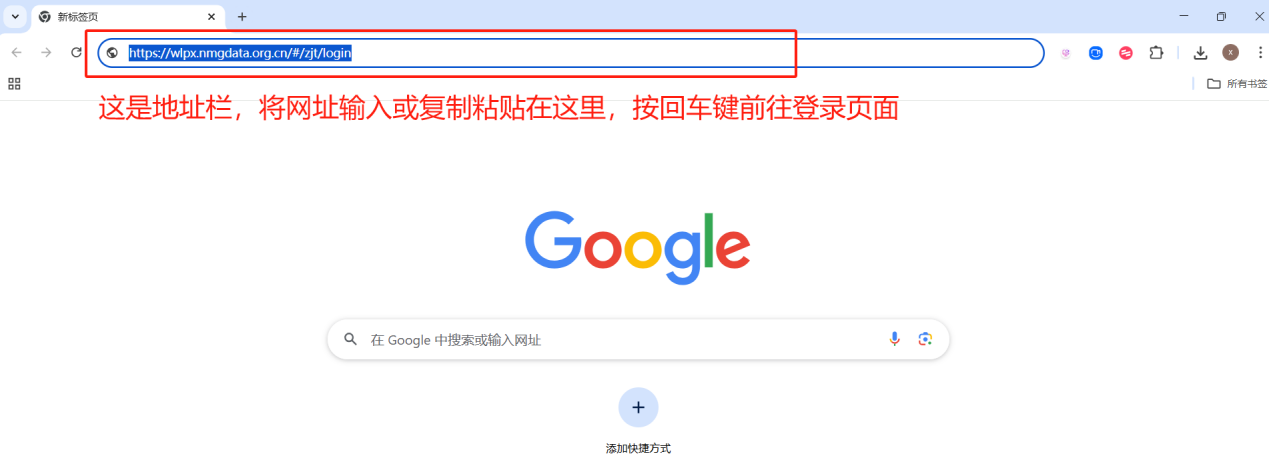 新标签页
https://wlpx.nmgdata.org.cn/#/zjt/login
x
所有书签
这是地址栏，将网址输入或复制粘贴在这里，按回车键前往登录页面
Google
在 Google 中搜索或输入网址
添加快捷方式